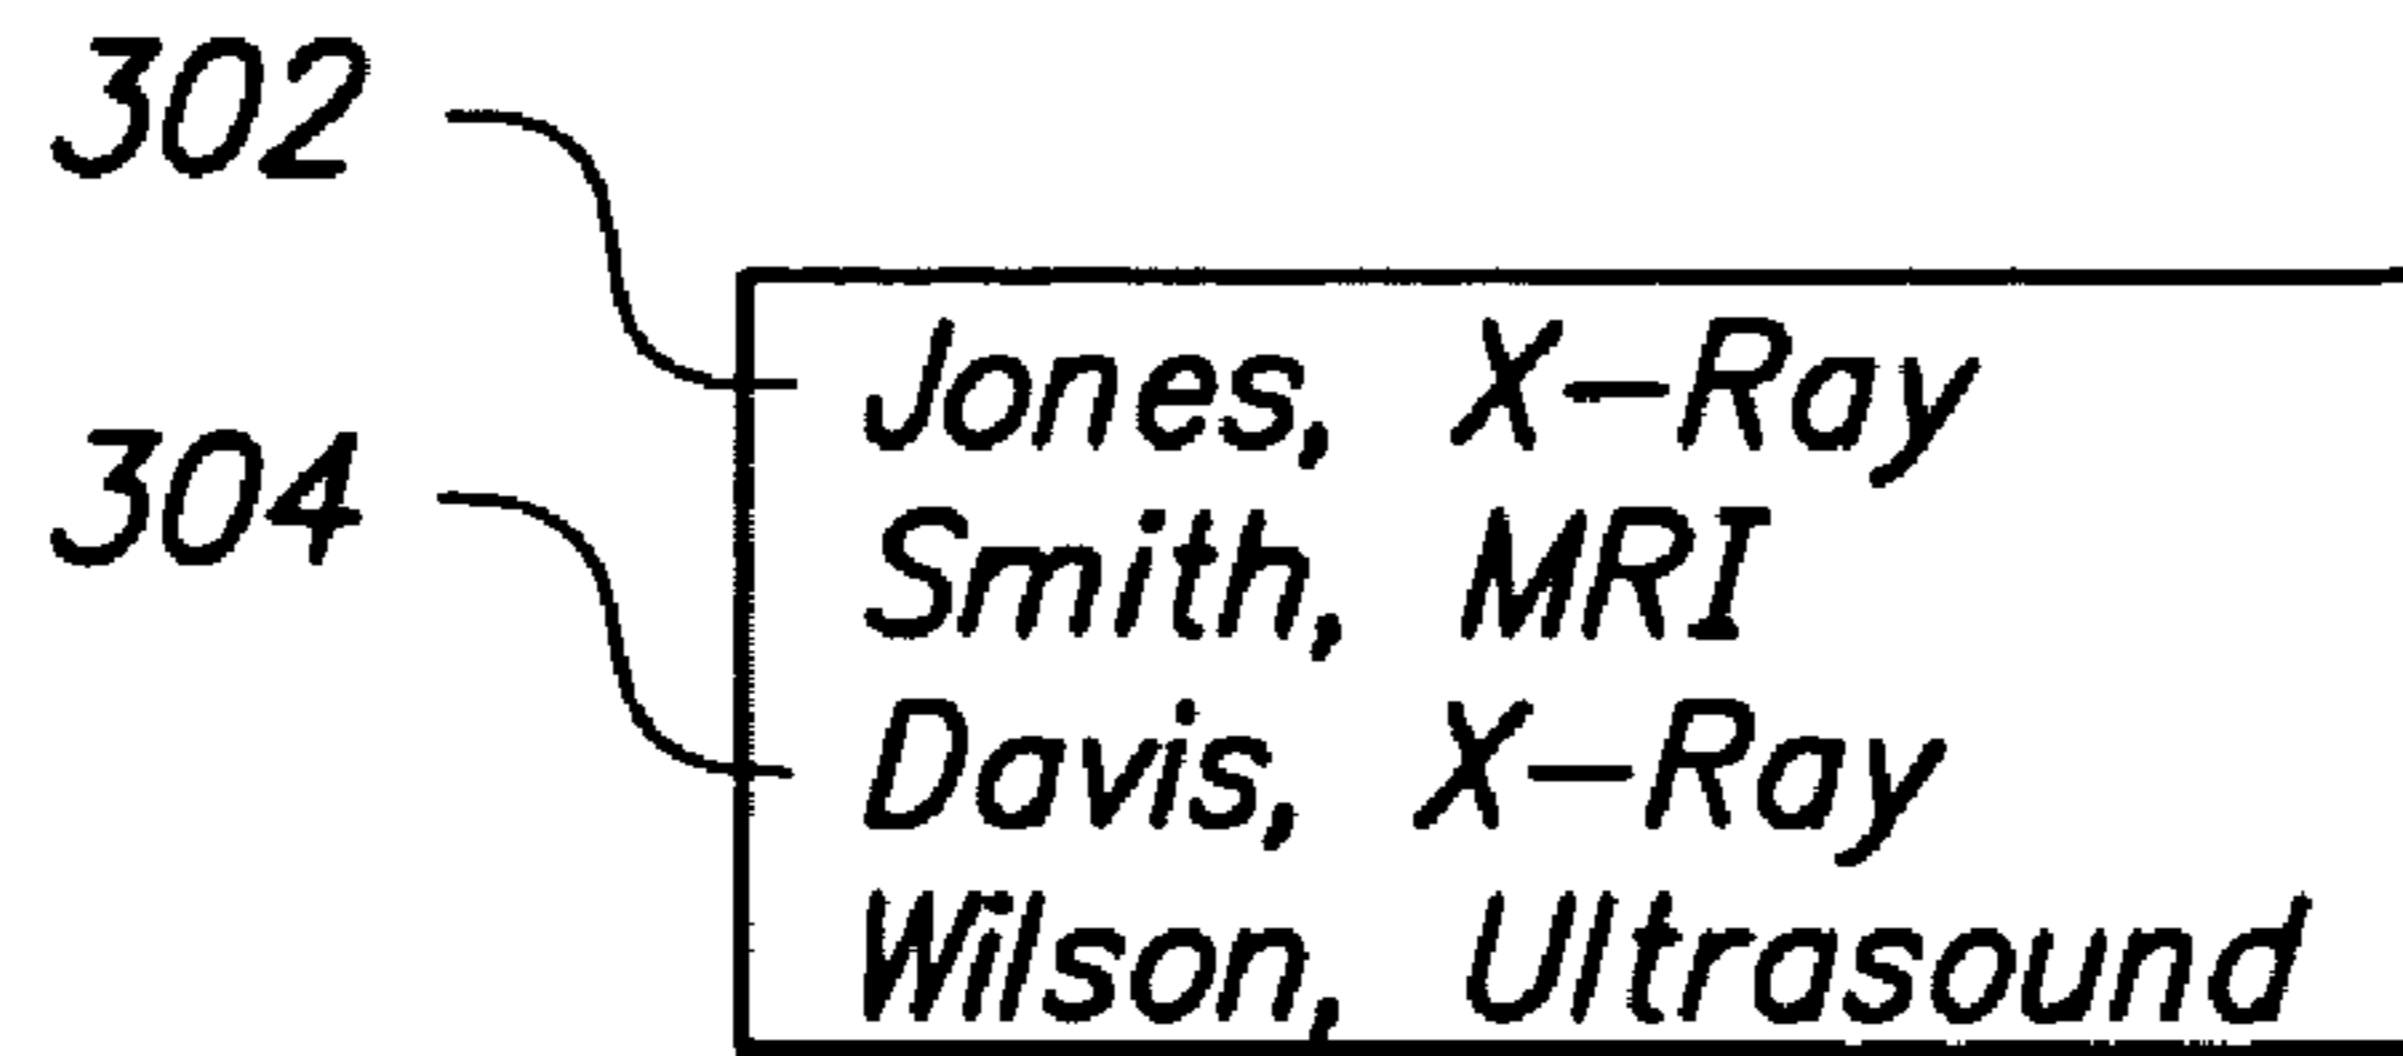 302
Jones, X-Ray
Smith, MRI
304
Davis, X-Ray
Wilson, Ultrasound